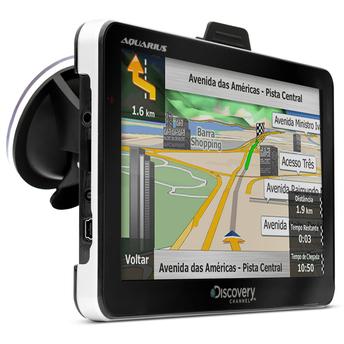 AQUARIUS
Avenida das Américas - Pista Central
1.6 km
Avenida Ministro Iv
Barra
Shopping
Acesso Três
Avenida Raimundo
Distância
1.9 km
Tempo Restante
0:03
Tempo de Chegada
10:50
Voltar
Avenida das Américas - Pista Central
Discovery
CHANNEL